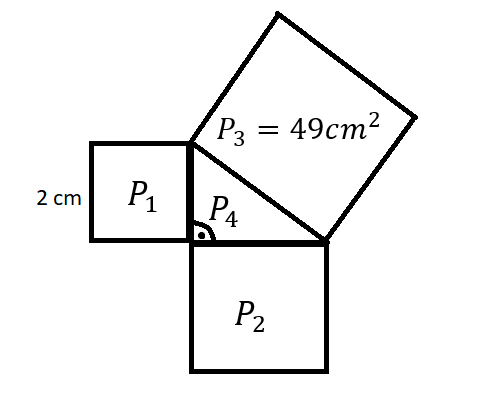 P₃ = 49cm²
2 cm
P₁
P₄
P₂